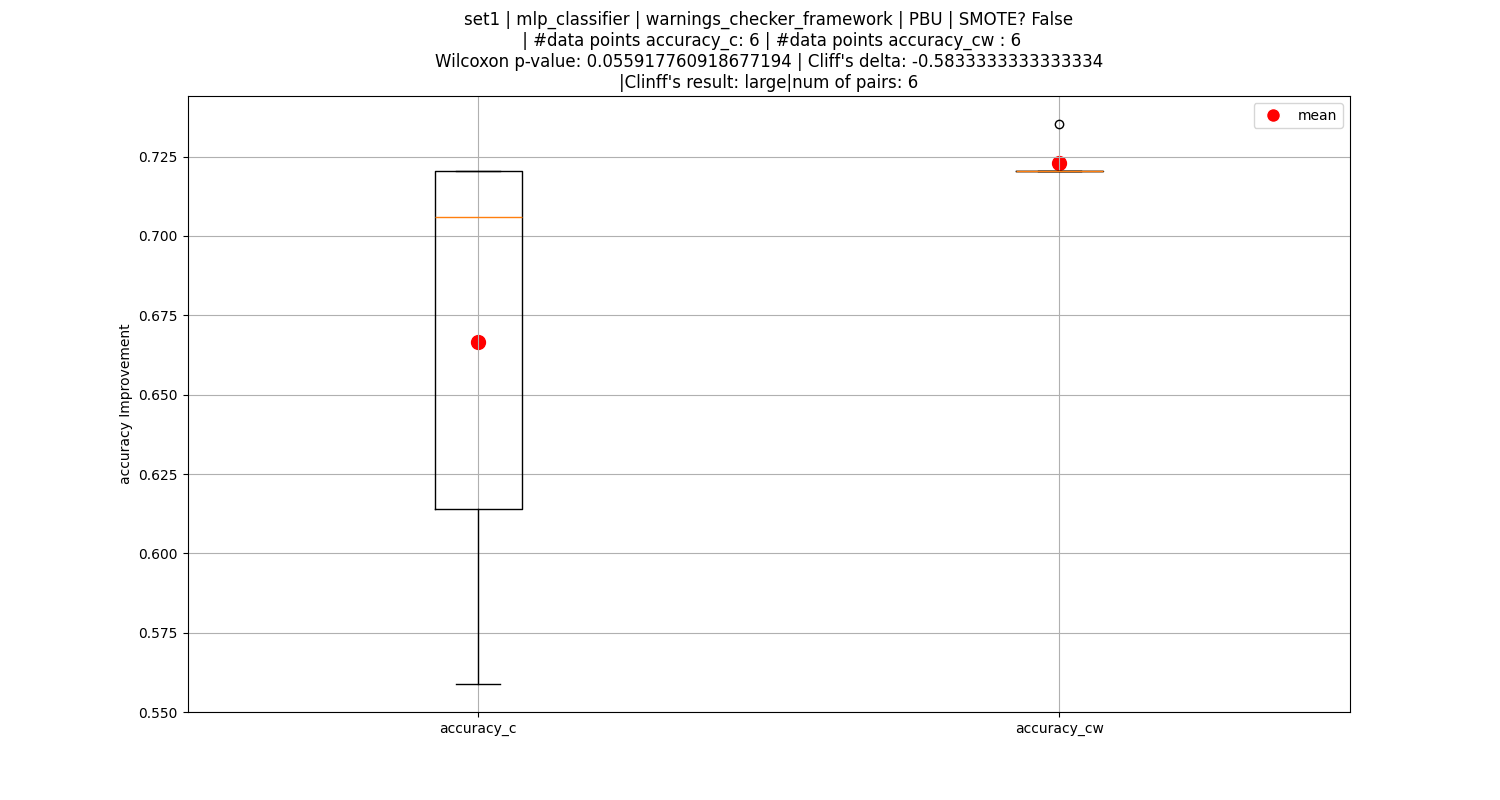 set1 | mlp_classifier | warnings_checker_framework | PBU | SMOTE? False
| #data points accuracy_c: 6 | #data points accuracy_cw : 6
Wilcoxon p-value: 0.055917760918677194 | Cliff's delta: -0.5833333333333334
|Clinff's result: large|num of pairs: 6
mean
accuracy Improvement
0.725
0.700
0.675
0.650
0.625
0.600
0.575
0.550
accuracy_c
accuracy_cw